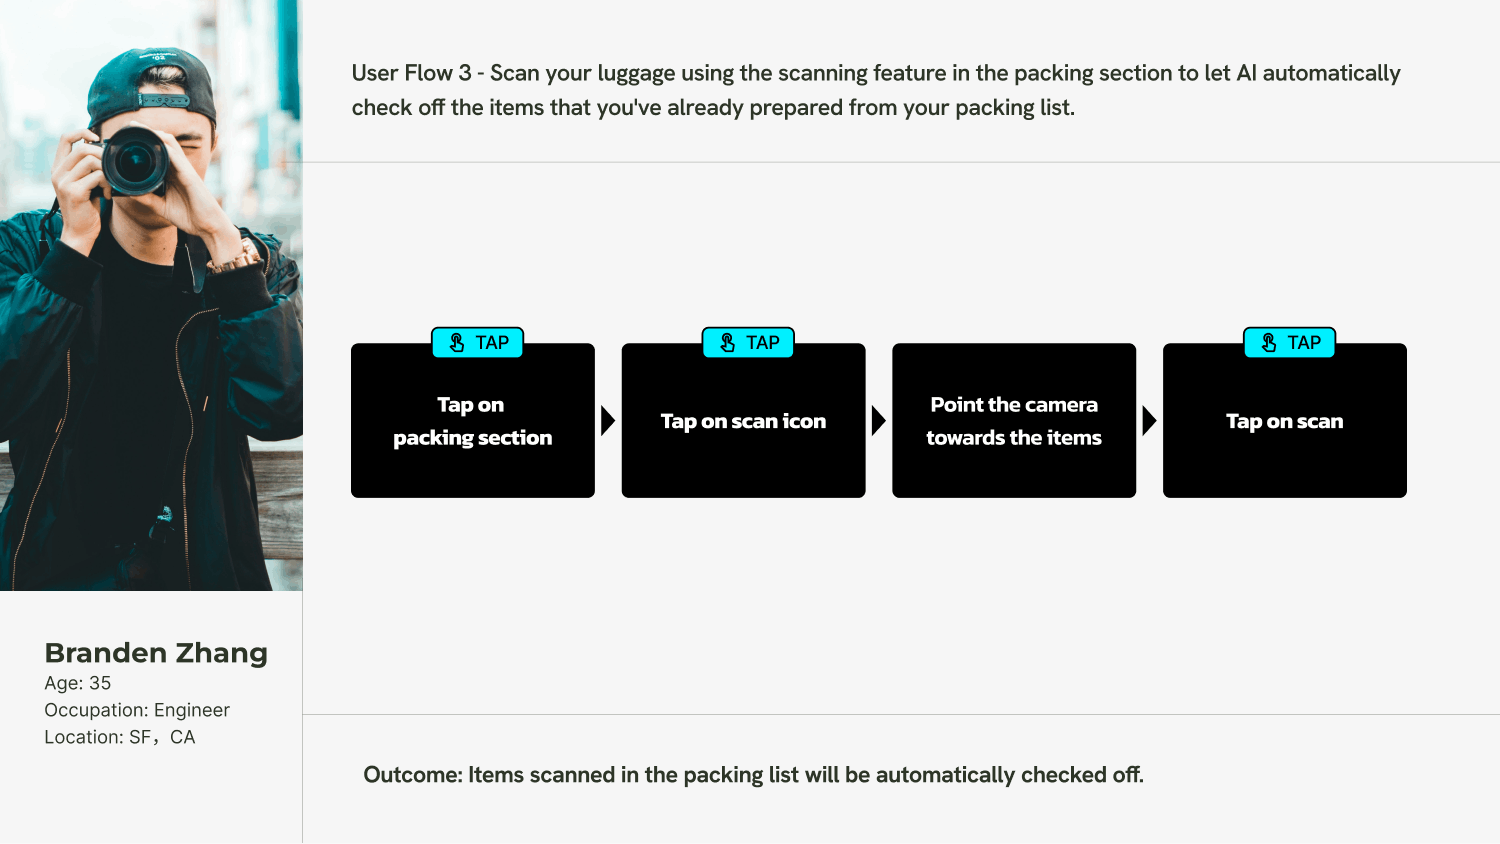 User Flow 3 - Scan your luggage using the scanning feature in the packing section to let AI automatically
check off the items that you've already prepared from your packing list.
TAP
Tap on
packing section
TAP
Tap on scan icon
Point the camera
towards the items
TAP
Tap on scan
Branden Zhang
Age: 35
Occupation: Engineer
Location: SF，CA
Outcome: Items scanned in the packing list will be automatically checked off.